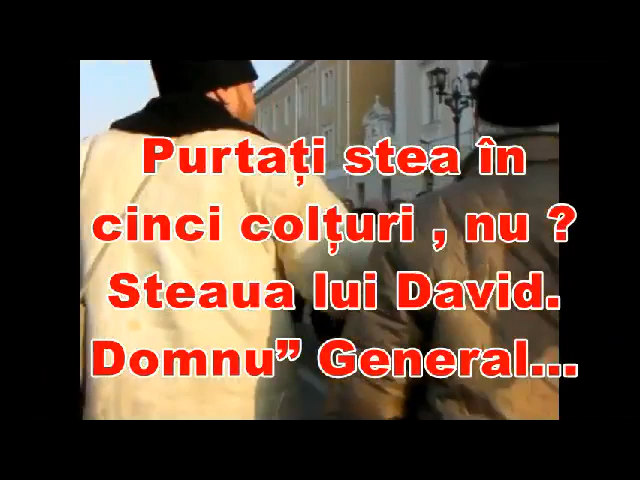 Purtați stea în
cinci colțuri , nu ?
Steaua lui David.
Domnu” General...